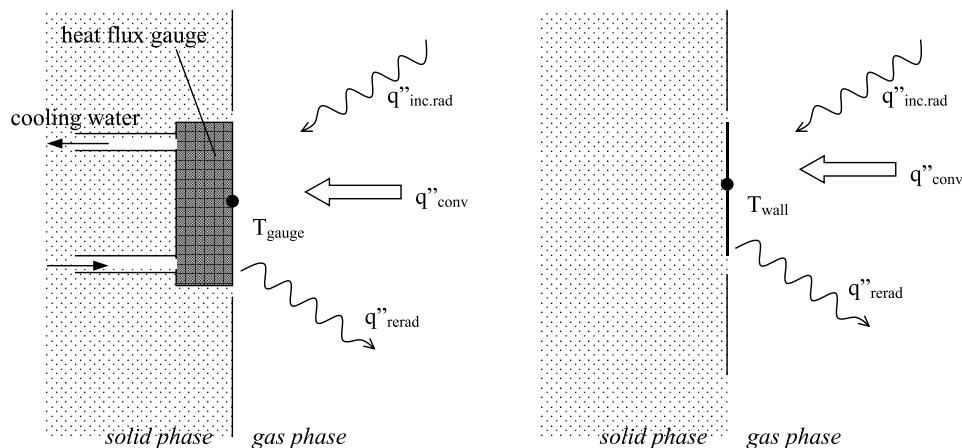 heat flux gauge
cooling water
q”inc.rad
q”conv
Tgauge
q”rerad
solid phase gas phase
q”inc.rad
q”conv
Twall
q”rerad
solid phase gas phase